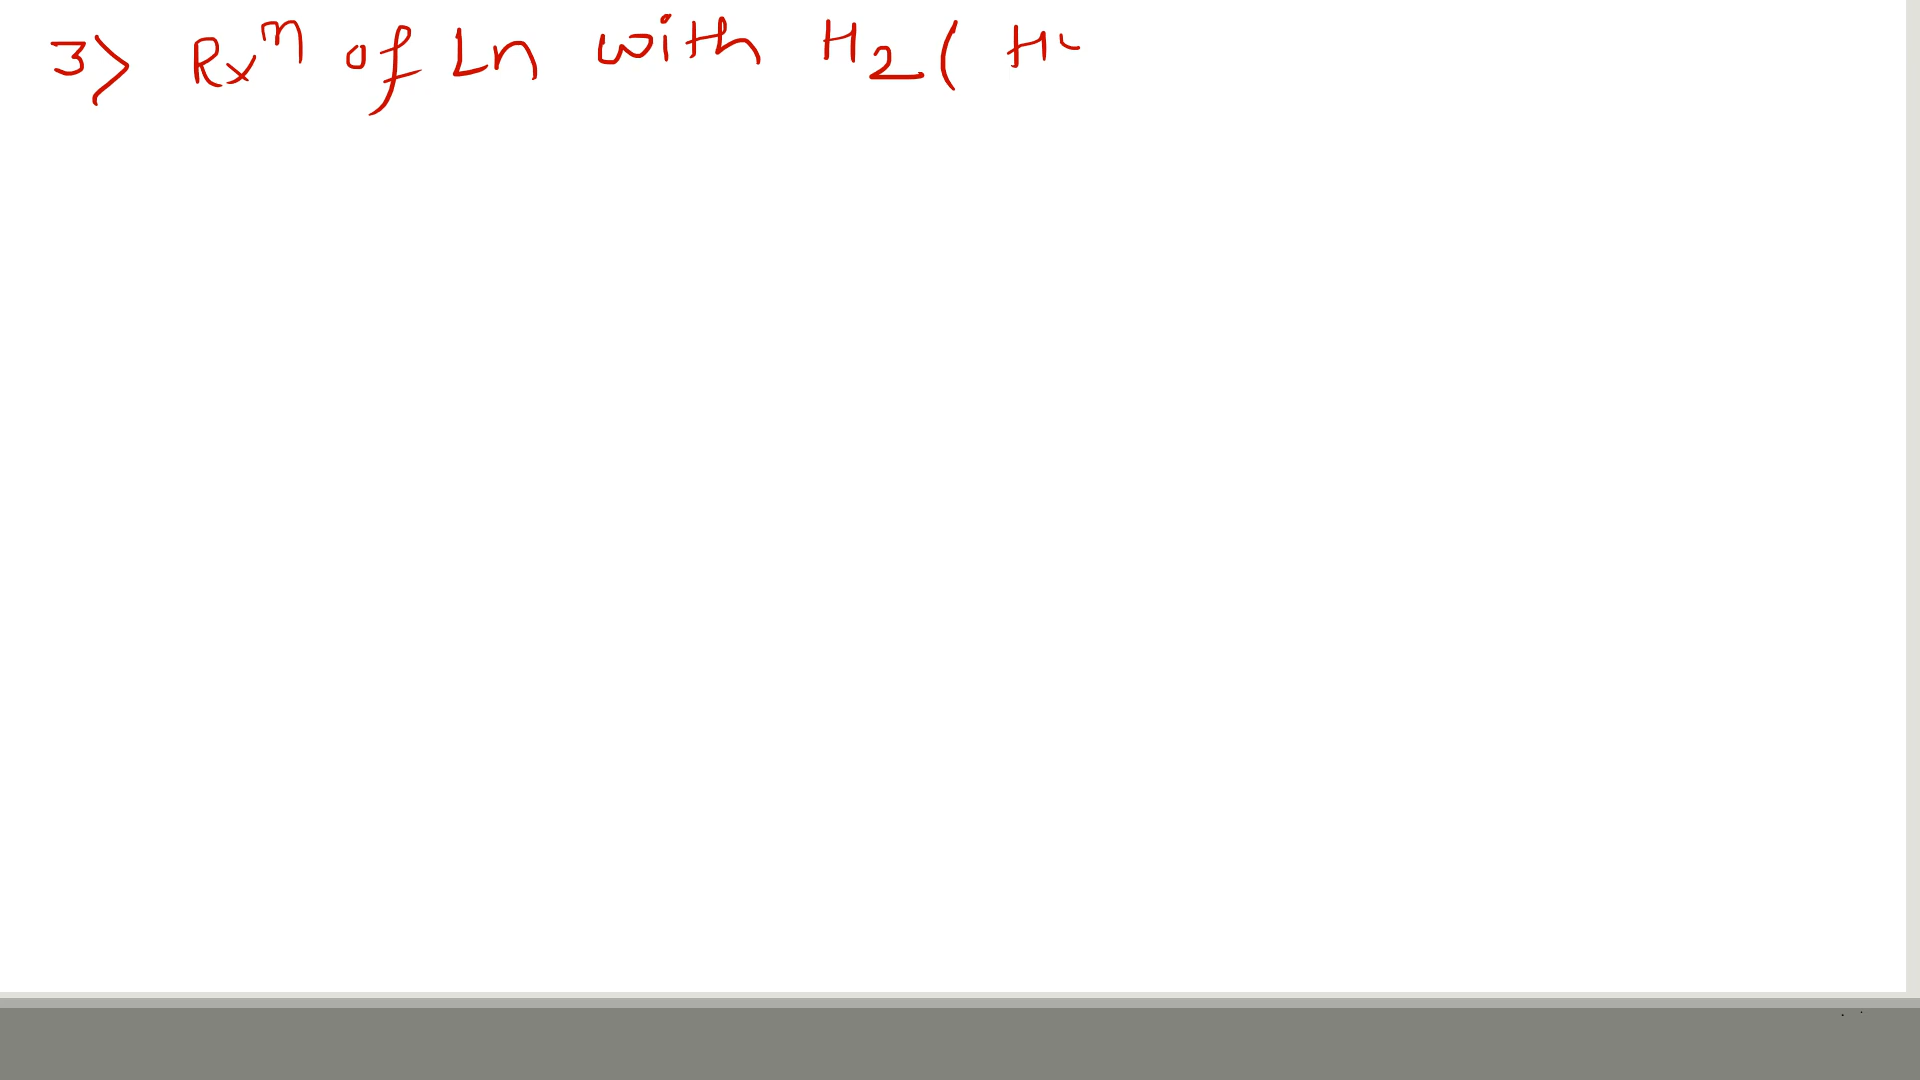 3> Rxⁿ of Ln with H₂ ( H